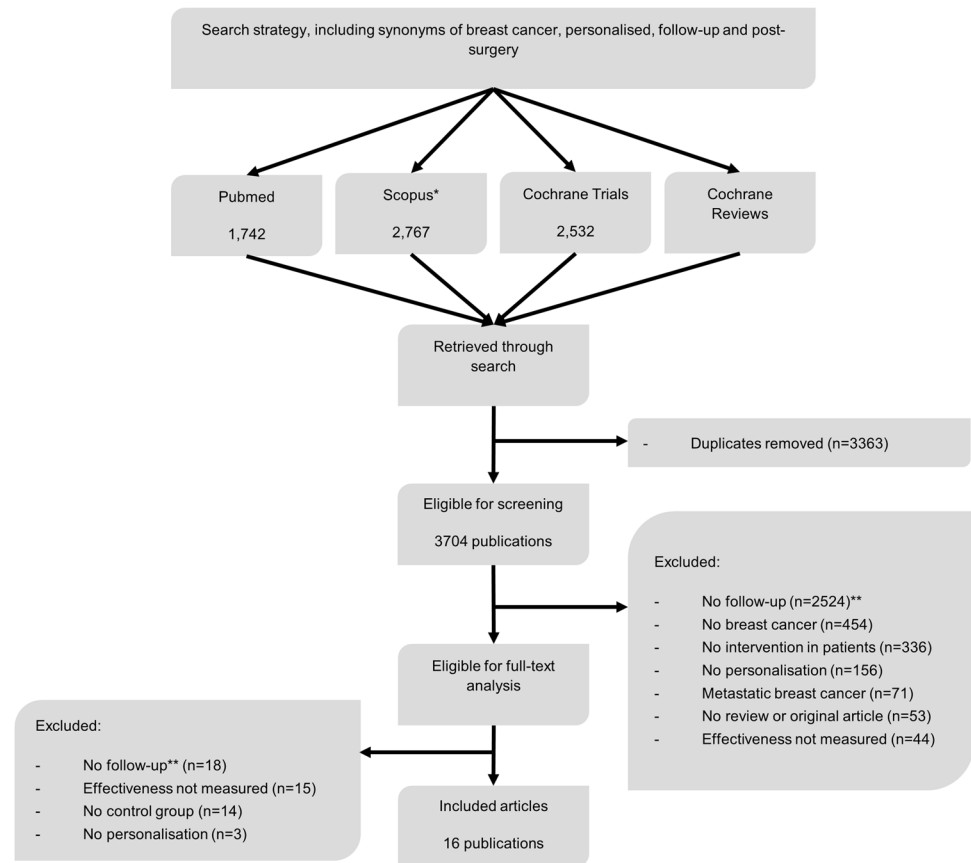 Search strategy, including synonyms of breast cancer, personalised, follow-up and post-
surgery
Pubmed
1,742
Scopus*
2,767
Cochrane Trials
2,532
Cochrane
Reviews
Retrieved through
search
- Duplicates removed (n=3363)
Eligible for screening
3704 publications
Excluded:
- No follow-up (n=2524)**
- No breast cancer (n=454)
- No intervention in patients (n=336)
- No personalisation (n=156)
- Metastatic breast cancer (n=71)
- No review or original article (n=53)
- Effectiveness not measured (n=44)
Eligible for full-text
analysis
Excluded:
- No follow-up** (n=18)
- Effectiveness not measured (n=15)
- No control group (n=14)
- No personalisation (n=3)
Included articles
16 publications